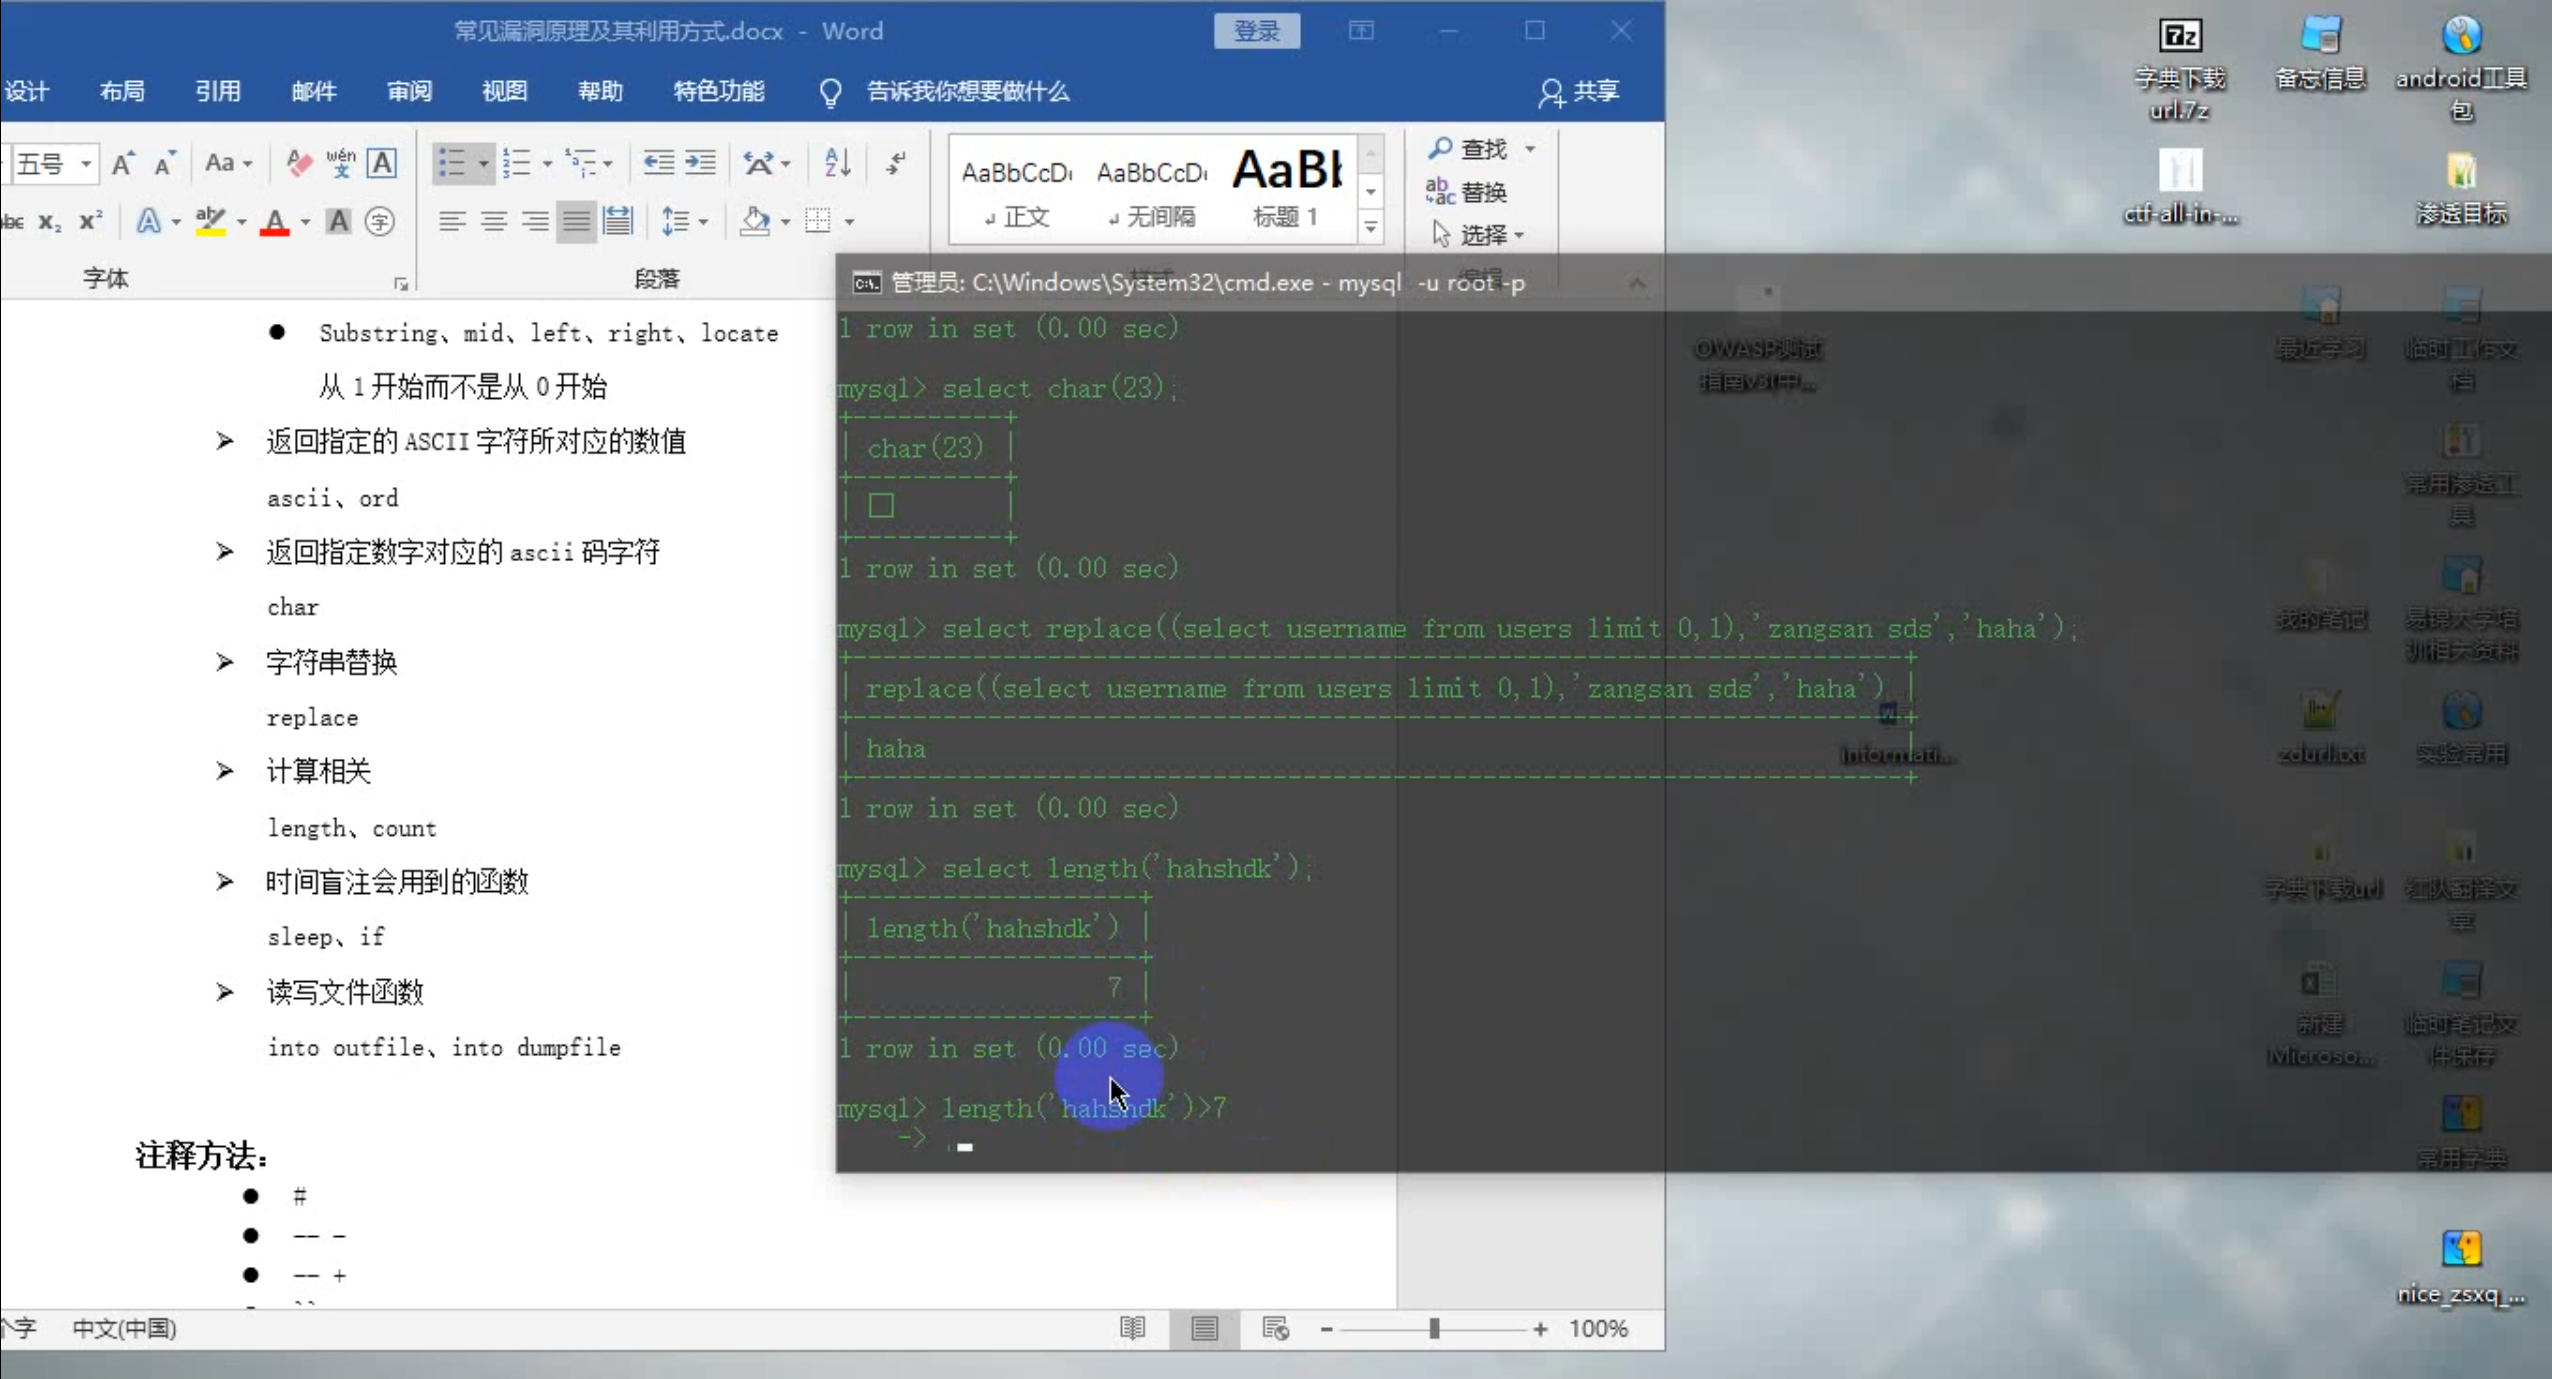 常见漏洞原理及其利用方式.docx - Word
登录
设计 布局 引用 邮件 审阅 视图 帮助 特色功能 告诉我你想要做什么 共享
五号
Aa
wén 文
A
AaBbCcDı AaBbCcDı AaBb
正文 无间隔 标题 1
查找
替换
选择
字体 段落
Substring、mid、left、right、locate
从 1 开始而不是从 0 开始
返回指定的 ASCII 字符所对应的数值
ascii、ord
返回指定数字对应的 ascii 码字符
char
字符串替换
replace
计算相关
length、count
时间盲注会用到的函数
sleep、if
读写文件函数
into outfile、into dumpfile
注释方法：
#
-- -
-- +
个字 中文(中国)
100%
管理员: C:\Windows\System32\cmd.exe - mysql -u root -p
1 row in set (0.00 sec)
mysql> select char(23);
+----------+
| char(23) |
+----------+
| □ |
+----------+
1 row in set (0.00 sec)
mysql> select replace((select username from users limit 0,1),'zangsan sds','haha');
| replace((select username from users limit 0,1),'zangsan sds','haha') |
| haha |
1 row in set (0.00 sec)
mysql> select length('hahshdk');
| length('hahshdk') |
| 7 |
1 row in set (0.00 sec)
mysql> length('hahshdk')>7
->
字典下载url.7z
备忘信息
android工具包
ctf-all-in-...
渗透目标
OWASP测试指南v3(中...
最近学习
临时工作文档
常用渗透工具
我的笔记
Informati...
zdurl.txt
实验常用
字典下载url
红队翻译文章
新建 Microso...
临时笔记文件保存
常用字典
nice_zsxq_...